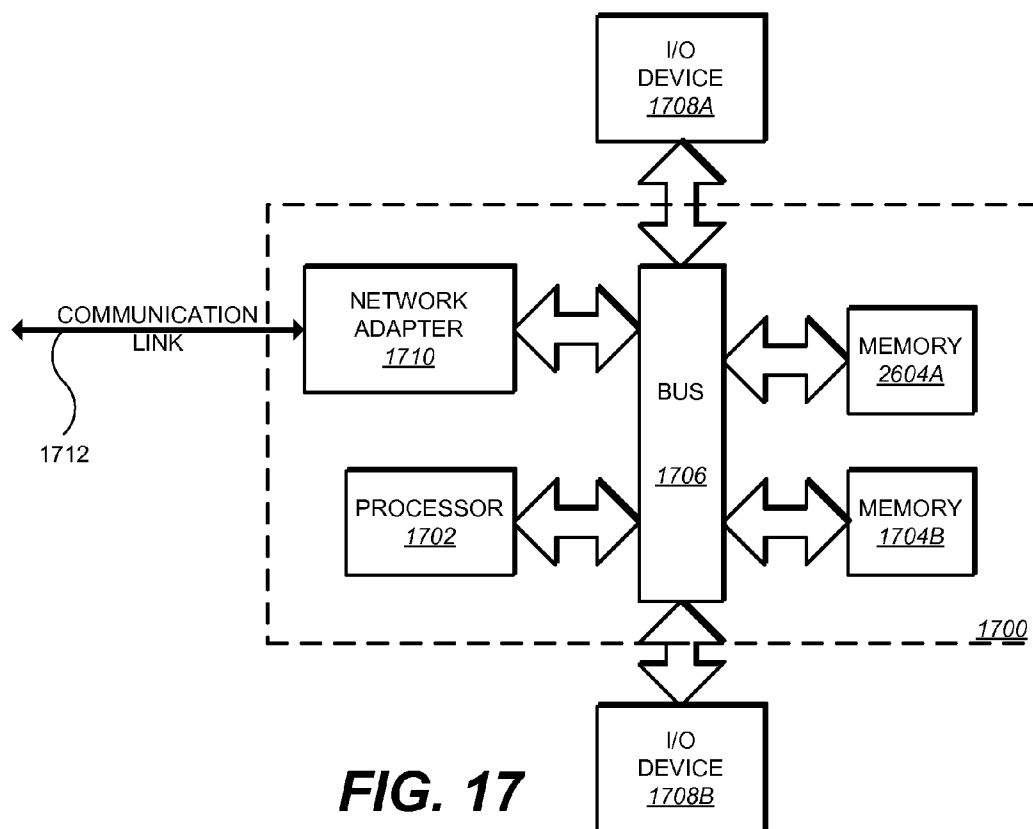 I/O
DEVICE
1708A
NETWORK
ADAPTER
1710
COMMUNICATION
LINK
1712
BUS
1706
MEMORY
2604A
PROCESSOR
1702
MEMORY
1704B
1700
I/O
DEVICE
1708B
FIG. 17